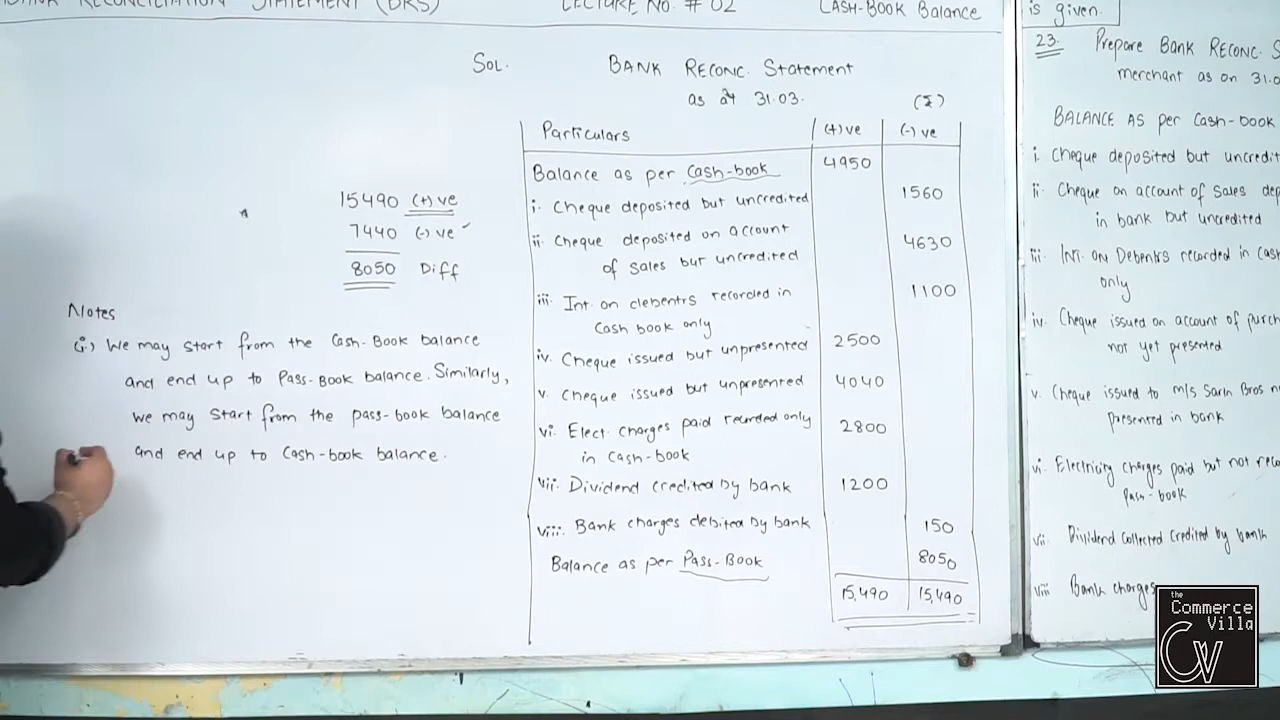 BANK RECONCILIATION STATEMENT (BRS)
LECTURE NO. # 02
CASH-BOOK Balance
SOL.
BANK RECONC. Statement
as at 31.03.
(₹)
Particulars (+)ve (-)ve
Balance as per Cash-book 4950
i. Cheque deposited but uncredited 1560
ii. Cheque deposited on account 4630
of sales but uncredited
iii. Int. on debentrs recorded in 1100
Cash book only
iv. Cheque issued but unpresented 2500
v. Cheque issued but unpresented 4040
vi. Elect. charges paid recorded only 2800
in Cash-book
vii. Dividend credited by bank 1200
viii. Bank charges debited by bank 150
Balance as per Pass-Book 8050
15,490 15,490
15490 (+)ve
7440 (-)ve
8050 Diff
Notes
(i.) We may start from the Cash-Book balance
and end up to Pass-Book balance. Similarly,
we may start from the pass-book balance
and end up to Cash-book balance.
is given.
23. Prepare Bank RECONC. S
merchant as on 31.0
BALANCE AS per Cash-book
i. Cheque deposited but uncredit
ii. Cheque on account of sales dep
in bank but uncredited
iii. Int. on Debentrs recorded in Cash
only
iv. Cheque issued on account of purch
not yet presented
v. Cheque issued to m/s Sarin Bros n
presented in bank
vi. Electricity charges paid but not reco
Pass-book
vii. Dividend collected credited by bank
viii. Bank charges
the
Commerce
Villa
CV